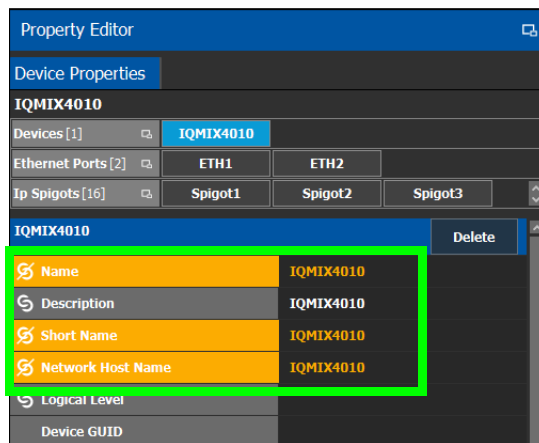 Property Editor
Device Properties
IQMIX4010
Devices [1] IQMIX4010
Ethernet Ports [2] ETH1 ETH2
Ip Spigots [16] Spigot1 Spigot2 Spigot3
IQMIX4010 Delete
Name IQMIX4010
Description IQMIX4010
Short Name IQMIX4010
Network Host Name IQMIX4010
Logical Level
Device GUID